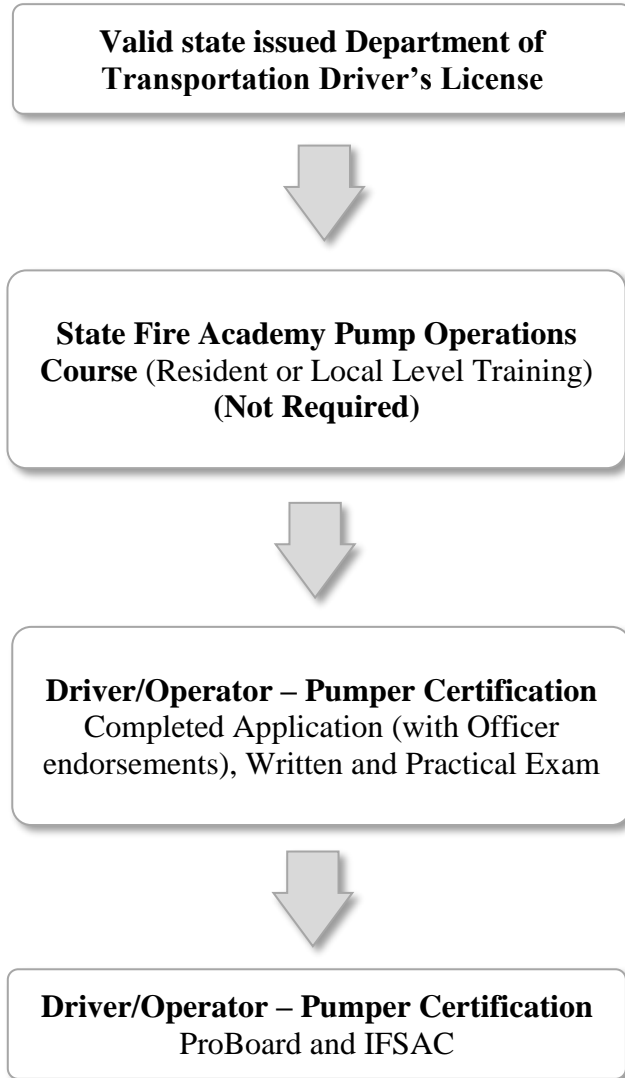 Valid state issued Department of
Transportation Driver’s License
State Fire Academy Pump Operations
Course (Resident or Local Level Training)
(Not Required)
Driver/Operator – Pumper Certification
Completed Application (with Officer
endorsements), Written and Practical Exam
Driver/Operator – Pumper Certification
ProBoard and IFSAC